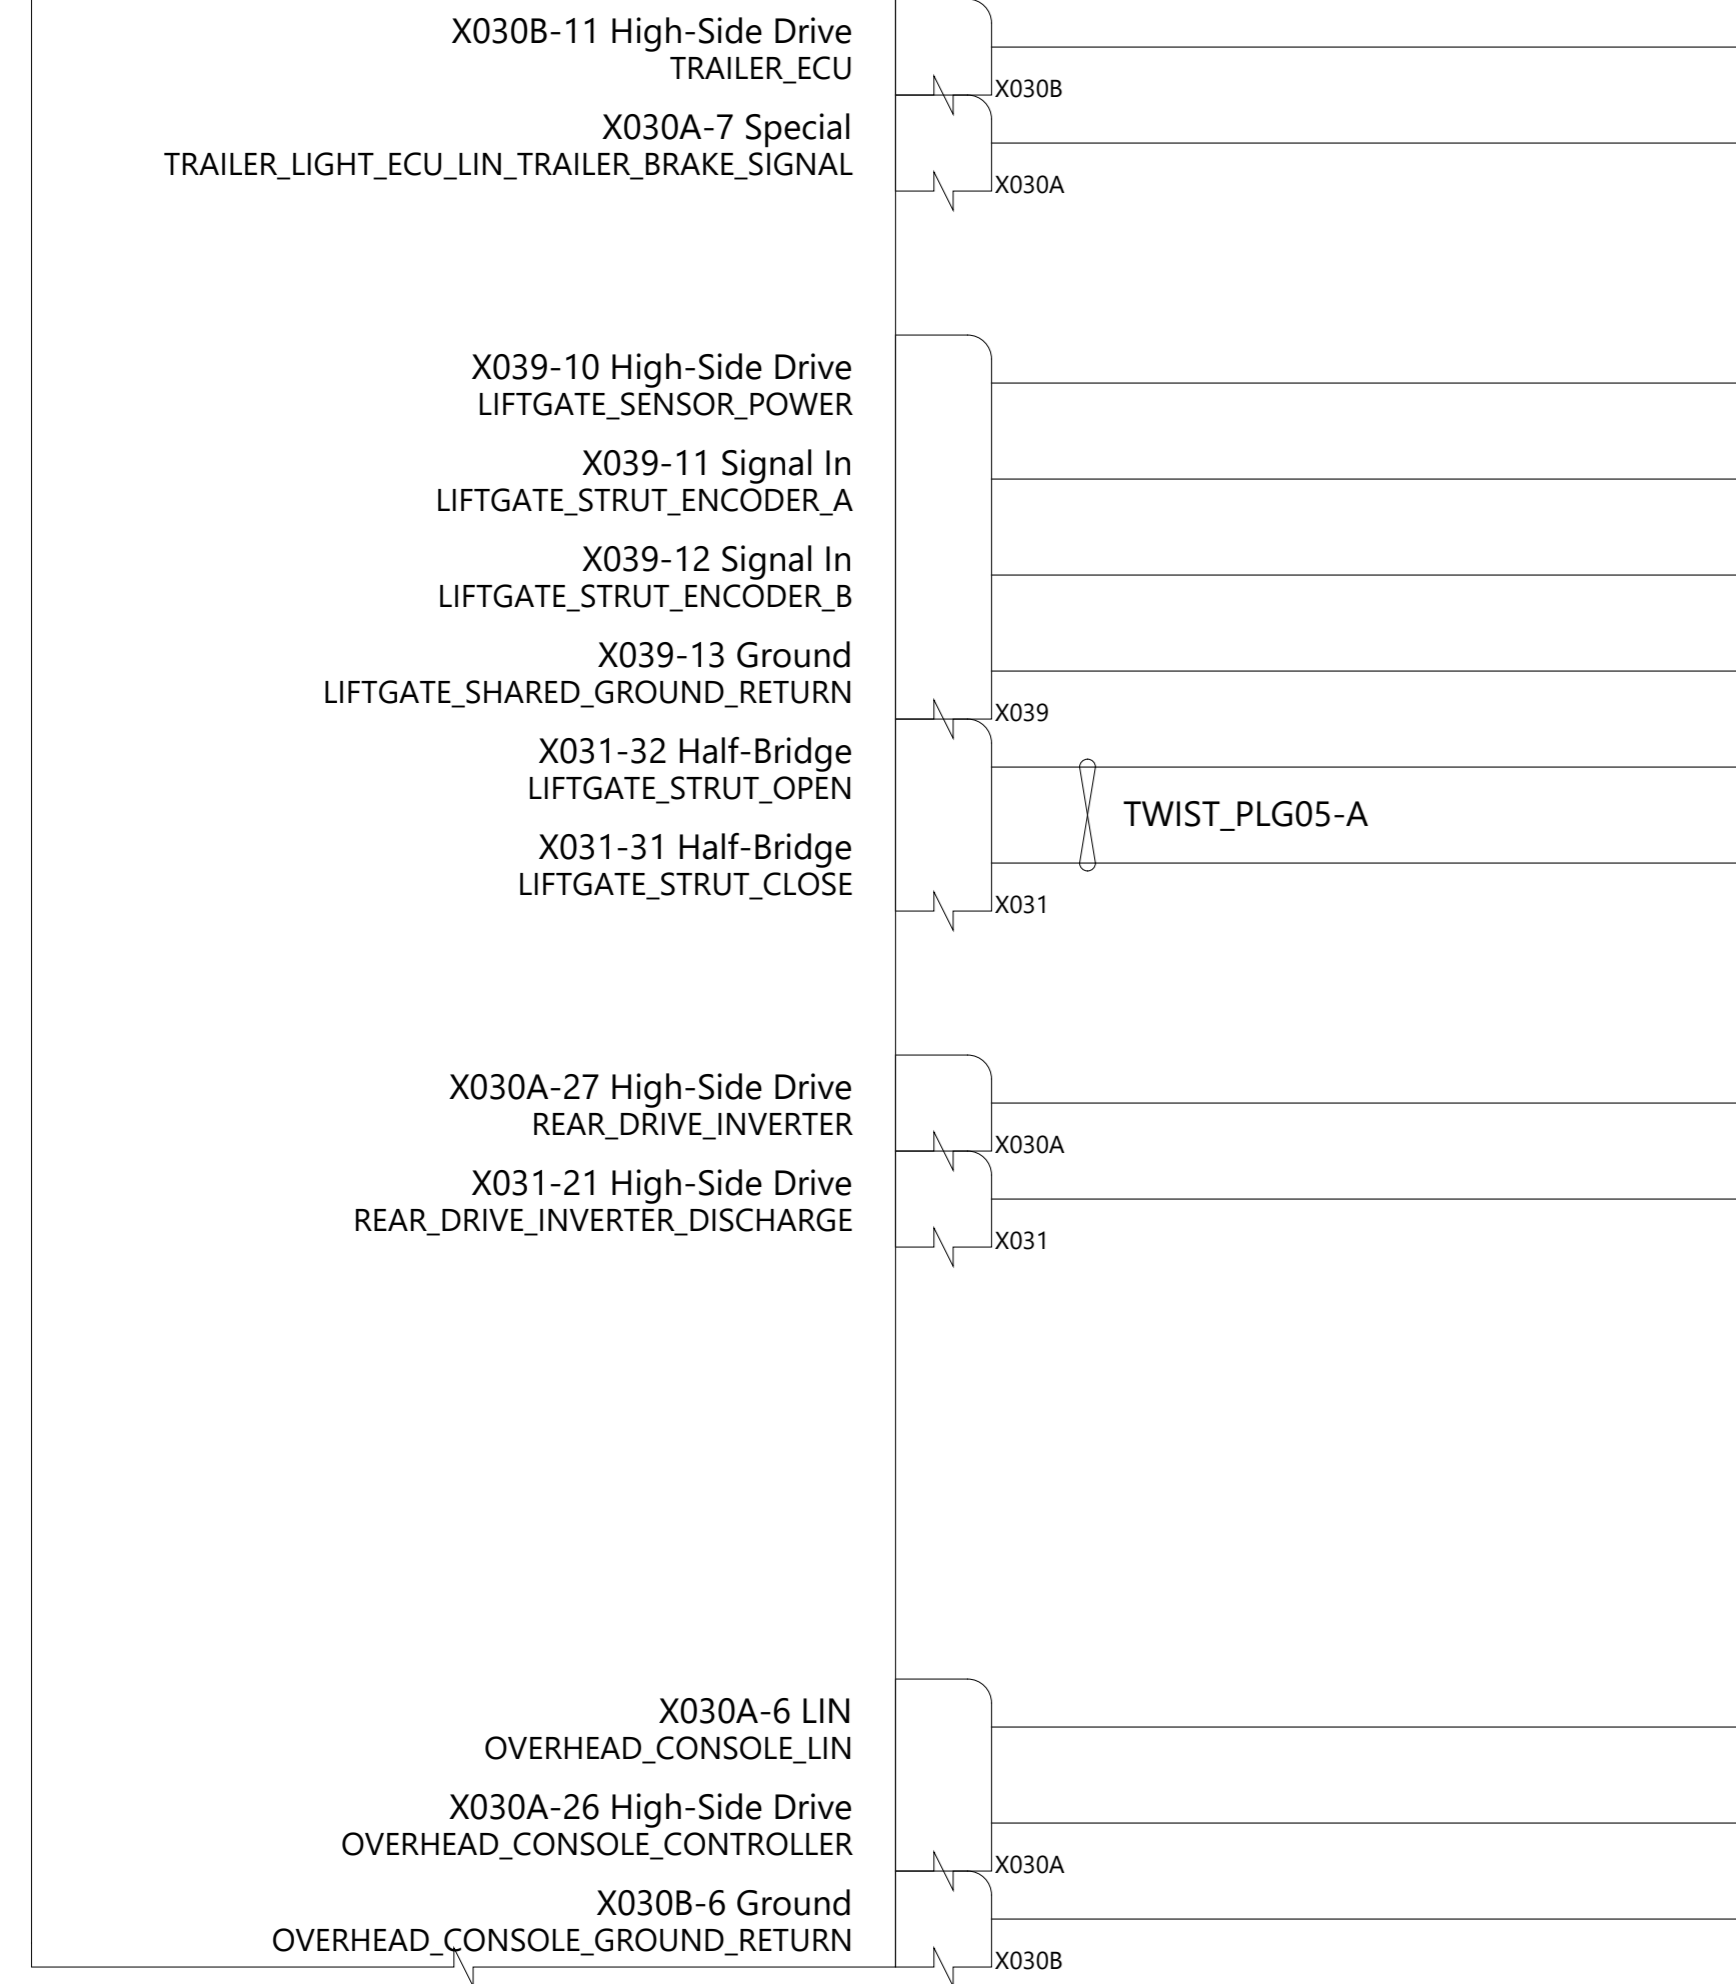 X030B-11 High-Side Drive
TRAILER_ECU
X030B
X030A-7 Special
TRAILER_LIGHT_ECU_LIN_TRAILER_BRAKE_SIGNAL
X030A
X039-10 High-Side Drive
LIFTGATE_SENSOR_POWER
X039-11 Signal In
LIFTGATE_STRUT_ENCODER_A
X039-12 Signal In
LIFTGATE_STRUT_ENCODER_B
X039-13 Ground
LIFTGATE_SHARED_GROUND_RETURN
X039
X031-32 Half-Bridge
LIFTGATE_STRUT_OPEN
TWIST_PLG05-A
X031-31 Half-Bridge
LIFTGATE_STRUT_CLOSE
X031
X030A-27 High-Side Drive
REAR_DRIVE_INVERTER
X030A
X031-21 High-Side Drive
REAR_DRIVE_INVERTER_DISCHARGE
X031
X030A-6 LIN
OVERHEAD_CONSOLE_LIN
X030A-26 High-Side Drive
OVERHEAD_CONSOLE_CONTROLLER
X030A
X030B-6 Ground
OVERHEAD_CONSOLE_GROUND_RETURN
X030B